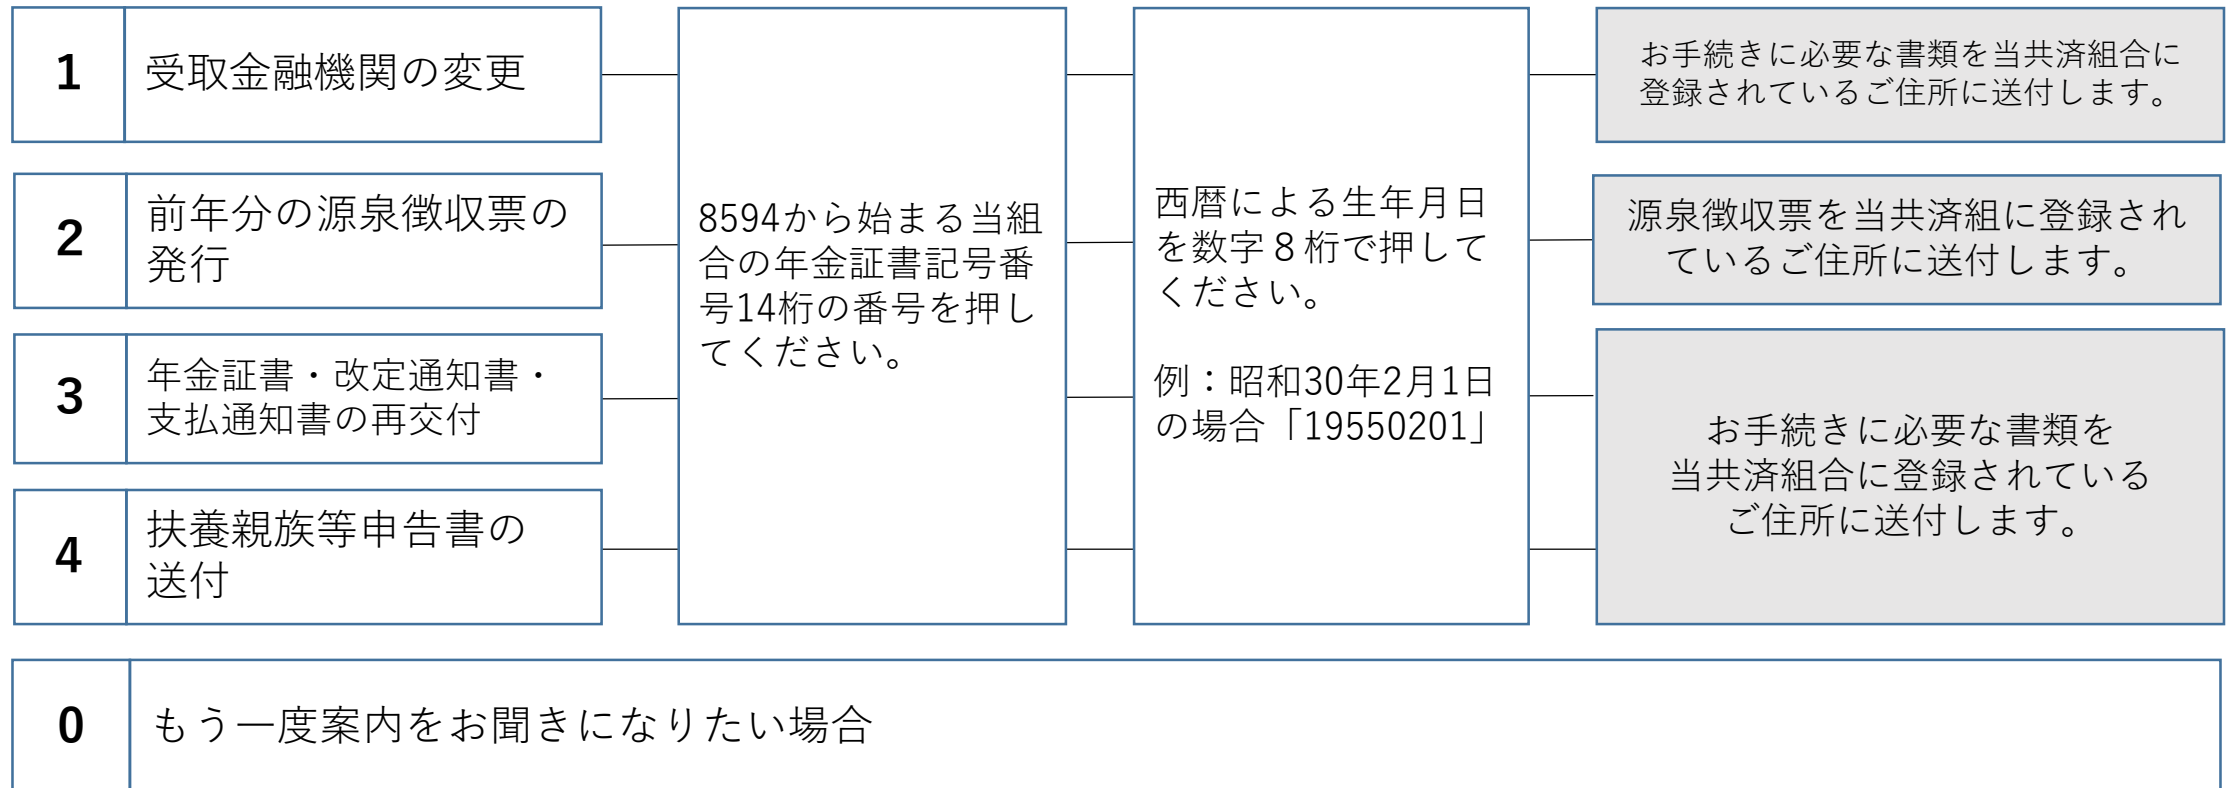 1
受取金融機関の変更
2
前年分の源泉徴収票の
発行
3
年金証書・改定通知書・
支払通知書の再交付
4
扶養親族等申告書の
送付
8594から始まる当組
合の年金証書記号番
号14桁の番号を押し
てください。
西暦による生年月日
を数字８桁で押して
ください。
例：昭和30年2月1日
の場合「19550201」
お手続きに必要な書類を当共済組合に
登録されているご住所に送付します。
源泉徴収票を当共済組に登録され
ているご住所に送付します。
お手続きに必要な書類を
当共済組合に登録されている
ご住所に送付します。
0
もう一度案内をお聞きになりたい場合